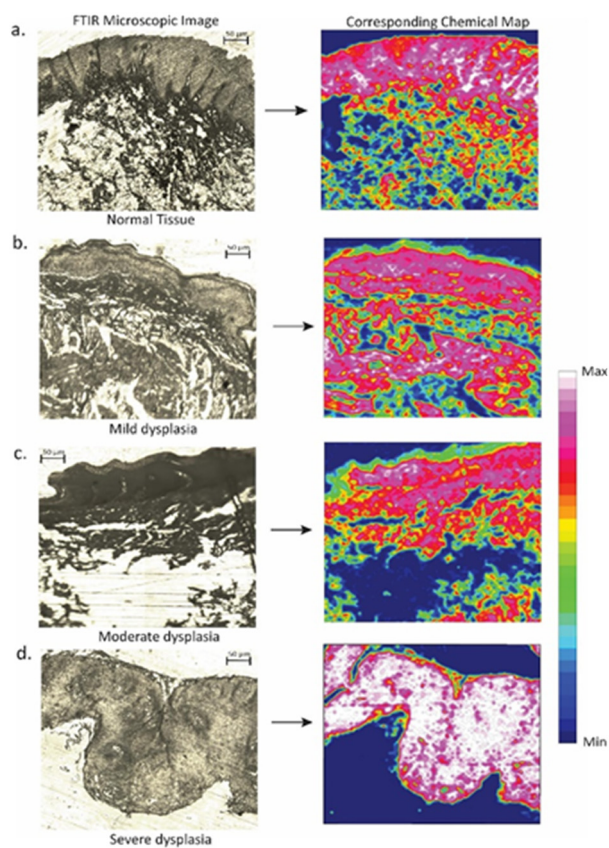 FTIR Microscopic Image
Corresponding Chemical Map
a.
50 µm
Normal Tissue
b.
50 µm
Mild dysplasia
Max
c.
50 µm
Moderate dysplasia
d.
50 µm
Min
Severe dysplasia